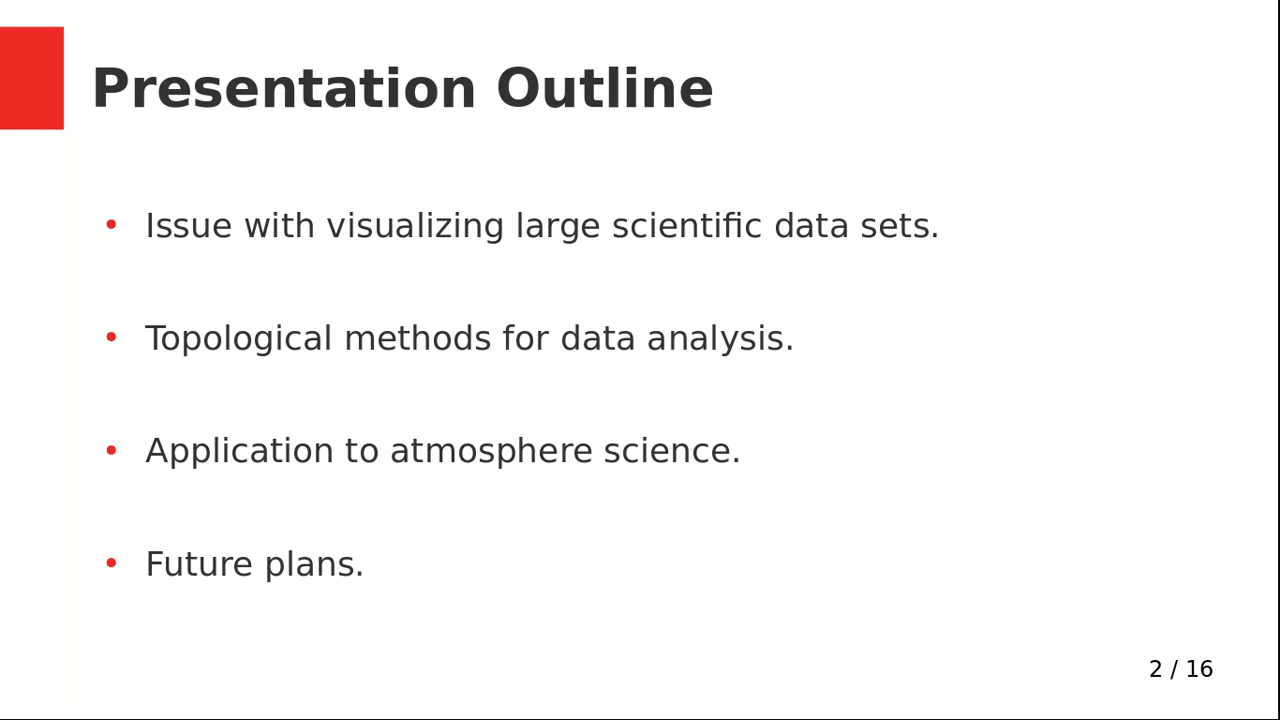 Presentation Outline
• Issue with visualizing large scientific data sets.
• Topological methods for data analysis.
• Application to atmosphere science.
• Future plans.
2 / 16